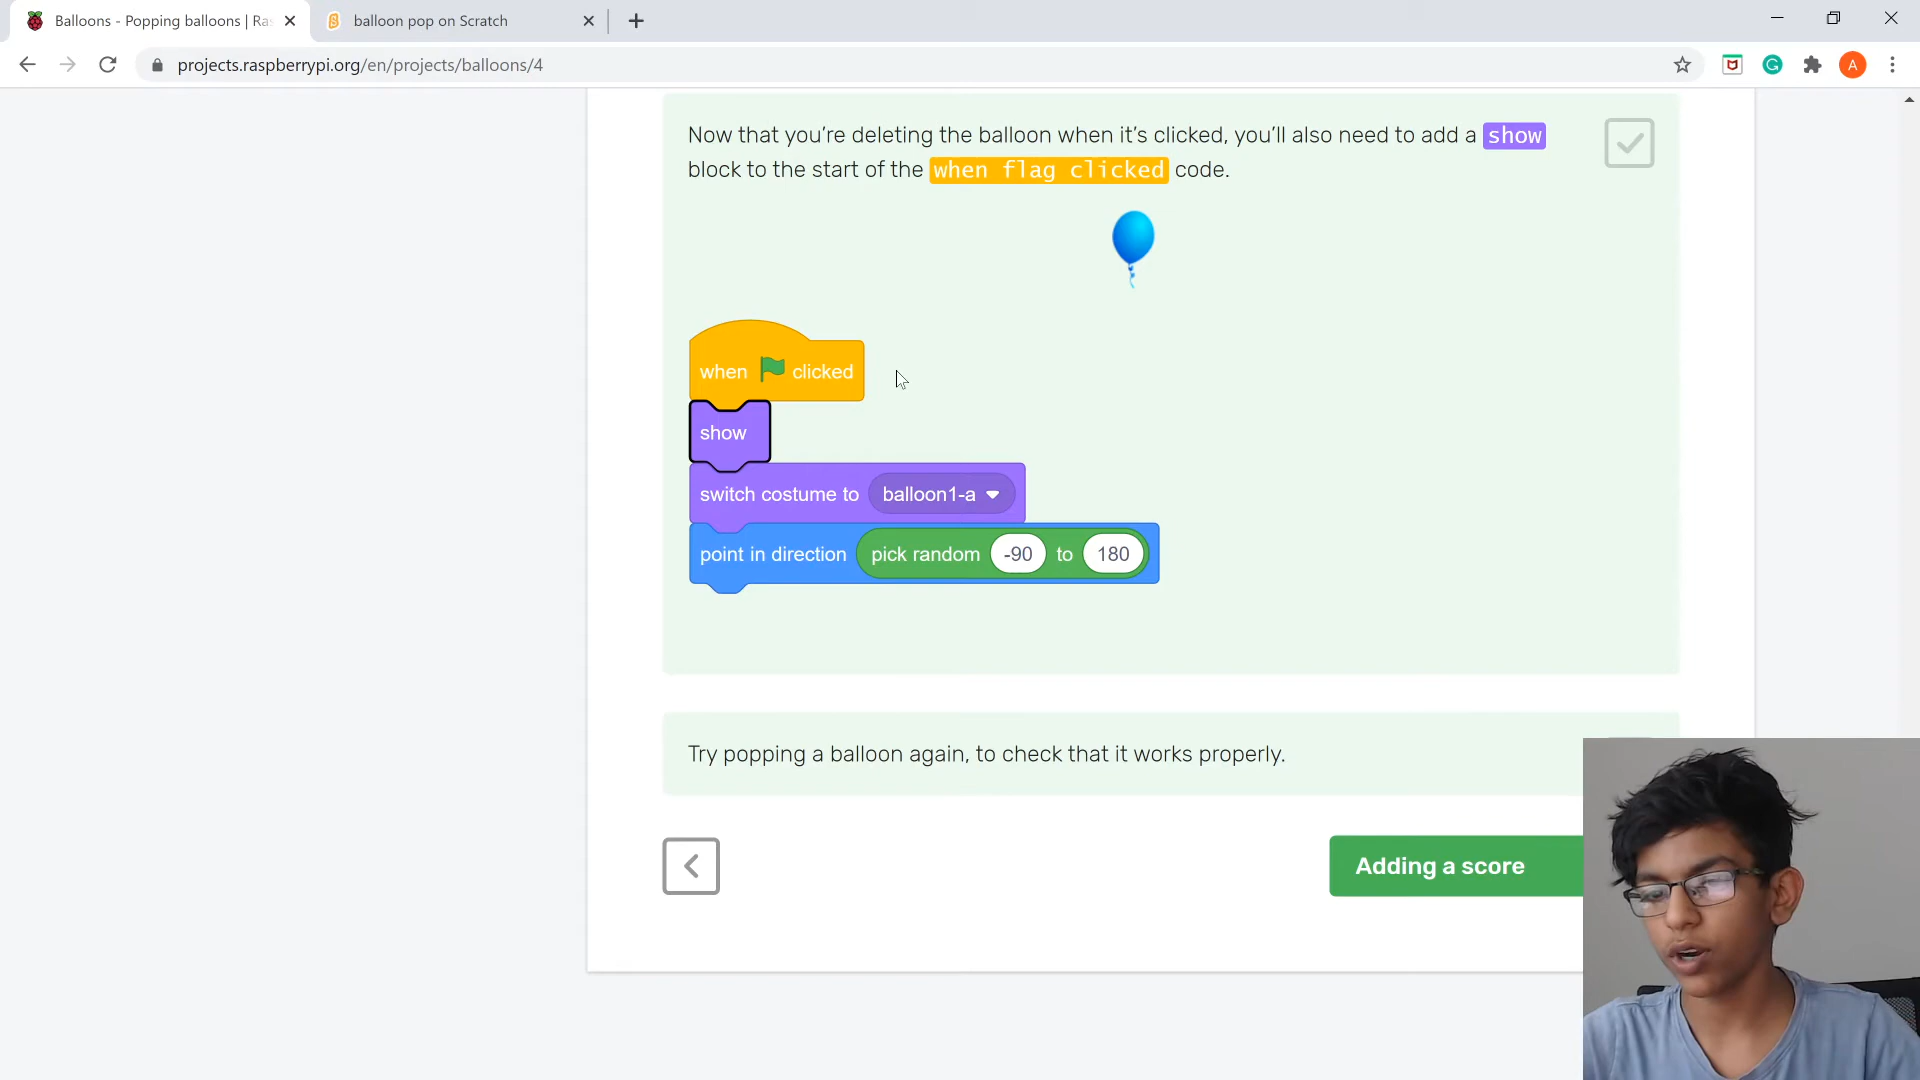 Balloons - Popping balloons | Ra
balloon pop on Scratch
projects.raspberrypi.org/en/projects/balloons/4
A
Now that you're deleting the balloon when it's clicked, you'll also need to add a show
block to the start of the when flag clicked code.
when clicked
show
switch costume to balloon1-a
point in direction pick random -90 to 180
Try popping a balloon again, to check that it works properly.
Adding a score